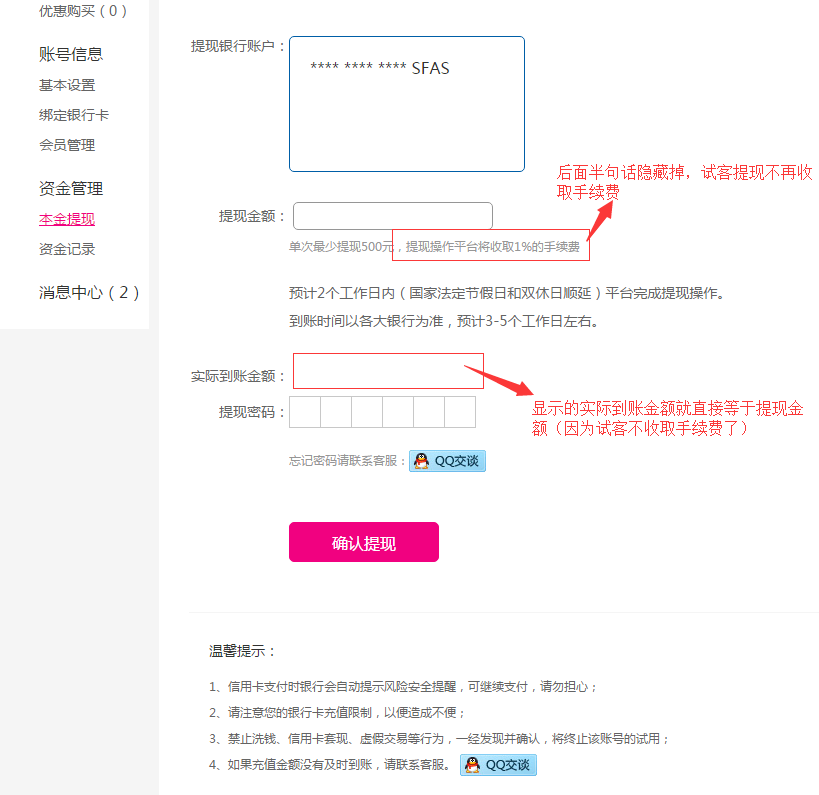 优惠购买（0）
账号信息
基本设置
绑定银行卡
会员管理
资金管理
本金提现
资金记录
消息中心（2）
提现银行账户：
**** **** **** SFAS
后面半句话隐藏掉，试客提现不再收
取手续费
提现金额：
单次最少提现500元，提现操作平台将收取1%的手续费
预计2个工作日内（国家法定节假日和双休日顺延）平台完成提现操作。
到账时间以各大银行为准，预计3-5个工作日左右。
实际到账金额：
显示的实际到账金额就直接等于提现金
额（因为试客不收取手续费了）
提现密码：
忘记密码请联系客服：QQ交谈
确认提现
温馨提示：
1、信用卡支付时银行会自动提示风险安全提醒，可继续支付，请勿担心；
2、请注意您的银行卡充值限制，以便造成不便；
3、禁止洗钱、信用卡套现、虚假交易等行为，一经发现并确认，将终止该账号的试用；
4、如果充值金额没有及时到账，请联系客服。QQ交谈